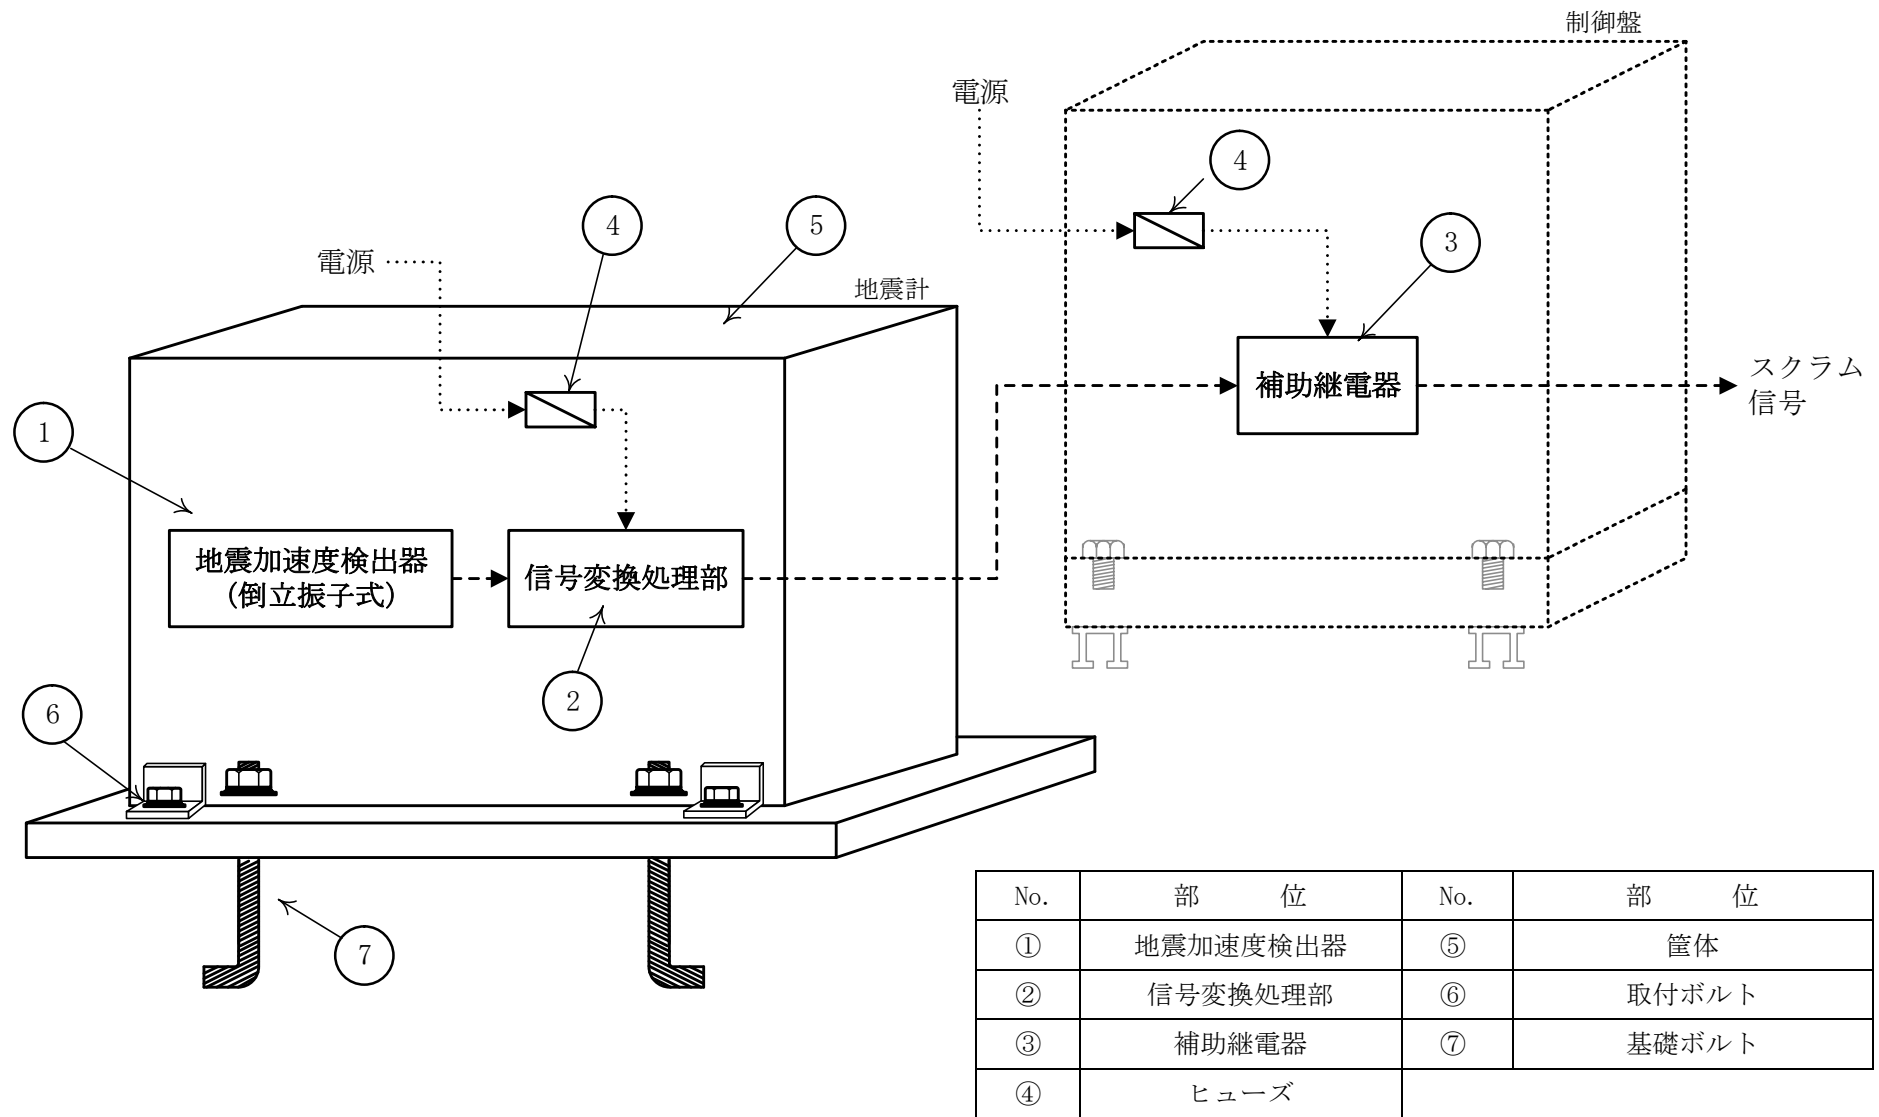 制御盤
電源
④
③
④
⑤
電源
地震計
補助継電器
スクラム
信号
①
地震加速度検出器
(倒立振子式)
信号変換処理部
②
⑥
⑦
No. 部 位 No. 部 位
① 地震加速度検出器 ⑤ 筐体
② 信号変換処理部 ⑥ 取付ボルト
③ 補助継電器 ⑦ 基礎ボルト
④ ヒューズ